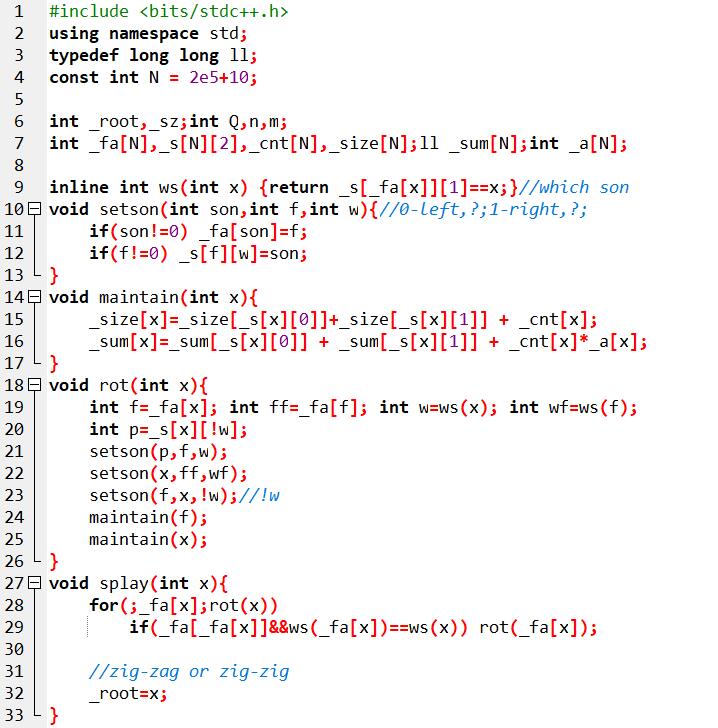 1 #include <bits/stdc++.h>
2 using namespace std;
3 typedef long long ll;
4 const int N = 2e5+10;
5
6 int _root,_sz;int Q,n,m;
7 int _fa[N],_s[N][2],_cnt[N],_size[N];ll _sum[N];int _a[N];
8
9 inline int ws(int x) {return _s[_fa[x]][1]==x;}//which son
10 void setson(int son,int f,int w){//0-left,?;1-right,?;
11     if(son!=0) _fa[son]=f;
12     if(f!=0) _s[f][w]=son;
13 }
14 void maintain(int x){
15     _size[x]=_size[_s[x][0]]+_size[_s[x][1]] + _cnt[x];
16     _sum[x]=_sum[_s[x][0]] + _sum[_s[x][1]] + _cnt[x]*_a[x];
17 }
18 void rot(int x){
19     int f=_fa[x]; int ff=_fa[f]; int w=ws(x); int wf=ws(f);
20     int p=_s[x][!w];
21     setson(p,f,w);
22     setson(x,ff,wf);
23     setson(f,x,!w);//!w
24     maintain(f);
25     maintain(x);
26 }
27 void splay(int x){
28     for(;_fa[x];rot(x))
29         if(_fa[_fa[x]]&&ws(_fa[x])==ws(x)) rot(_fa[x]);
30
31     //zig-zag or zig-zig
32     _root=x;
33 }